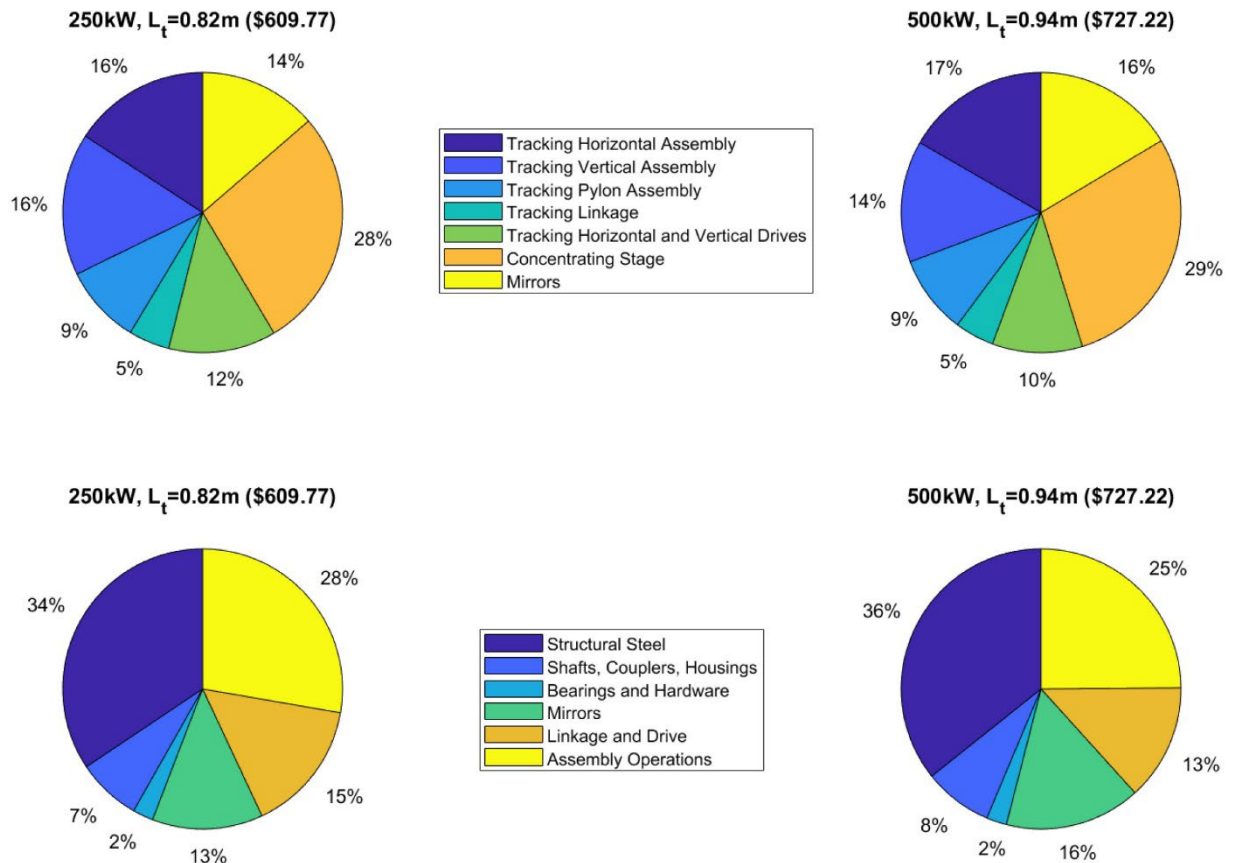 250kW, Lt=0.82m ($609.77)
500kW, Lt=0.94m ($727.22)
16%
14%
28%
12%
5%
9%
16%
Tracking Horizontal Assembly
Tracking Vertical Assembly
Tracking Pylon Assembly
Tracking Linkage
Tracking Horizontal and Vertical Drives
Concentrating Stage
Mirrors
17%
16%
29%
10%
5%
9%
14%
250kW, Lt=0.82m ($609.77)
500kW, Lt=0.94m ($727.22)
34%
28%
15%
13%
2%
7%
Structural Steel
Shafts, Couplers, Housings
Bearings and Hardware
Mirrors
Linkage and Drive
Assembly Operations
36%
25%
13%
16%
2%
8%